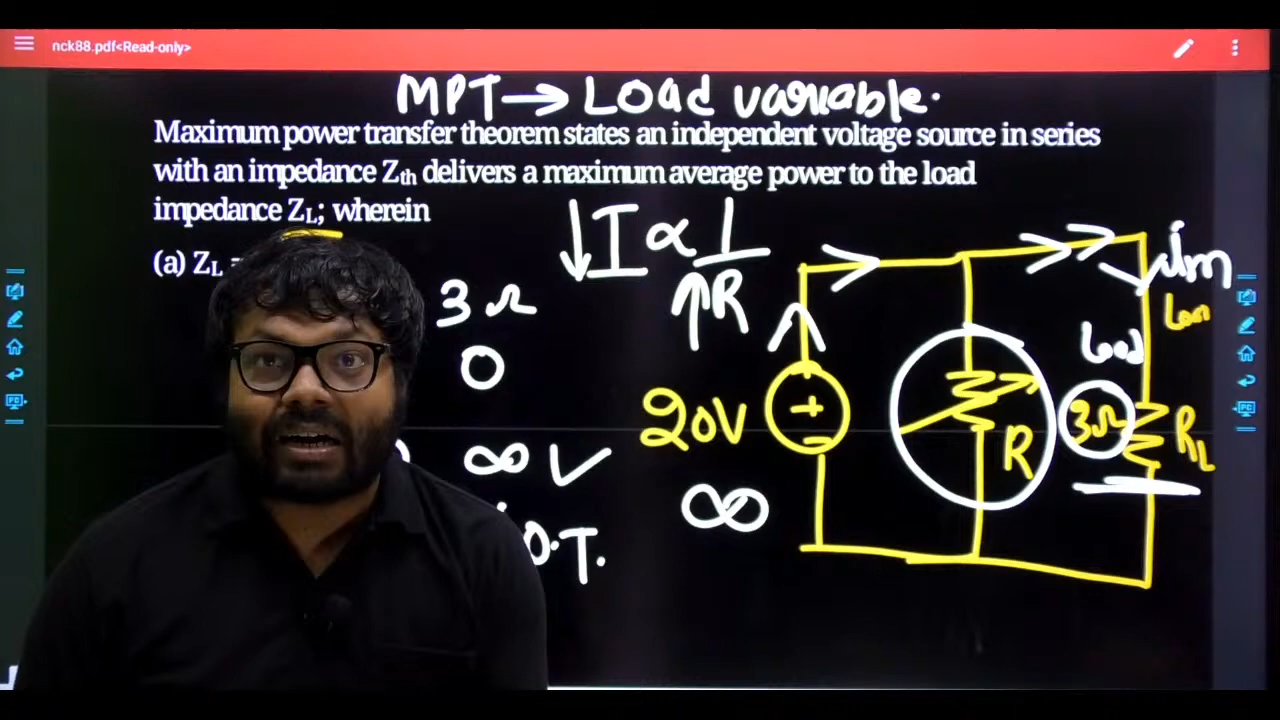 nck88.pdf<Read-only>
MPT → Load variable.
Maximum power transfer theorem states an independent voltage source in series
with an impedance Zth delivers a maximum average power to the load
impedance ZL; wherein
(a) ZL =
↓ I ∝ 1/R ↑
im
3 Ω
0
20V
+
−
R
3Ω
RL
∞ ✓
∞
O.T.